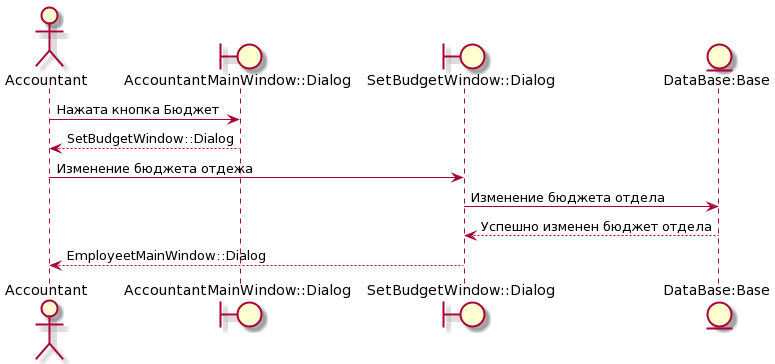 Accountant AccountantMainWindow::Dialog SetBudgetWindow::Dialog DataBase:Base
Нажата кнопка Бюджет
SetBudgetWindow::Dialog
Изменение бюджета отдежа
Изменение бюджета отдела
Успешно изменен бюджет отдела
EmployeetMainWindow::Dialog
Accountant AccountantMainWindow::Dialog SetBudgetWindow::Dialog DataBase:Base